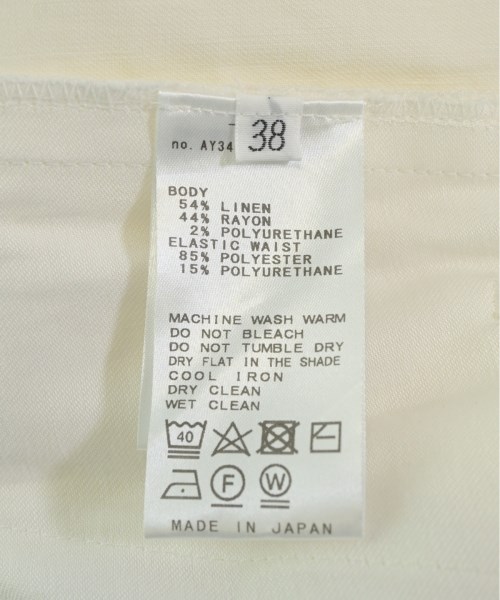 38
no. AY34
BODY
54% LINEN
44% RAYON
2% POLYURETHANE
ELASTIC WAIST
85% POLYESTER
15% POLYURETHANE
MACHINE WASH WARM
DO NOT BLEACH
DO NOT TUMBLE DRY
DRY FLAT IN THE SHADE
COOL IRON
DRY CLEAN
WET CLEAN
40
F W
MADE IN JAPAN